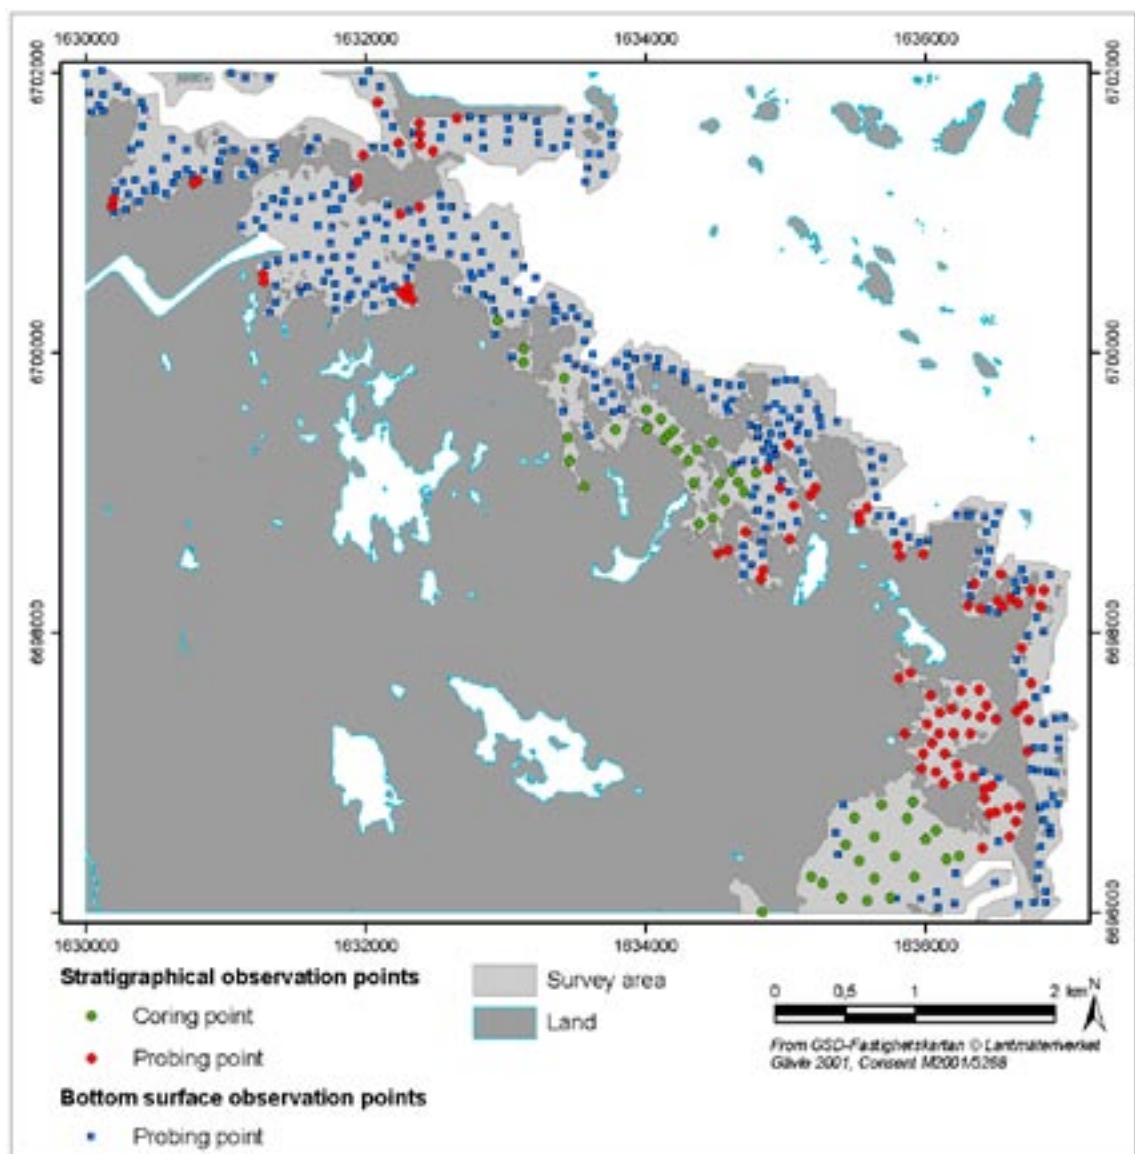 1630000 1632000 1634000 1636000
6702000 6702000
6700000 6700000
6698000 6698000
6696000 6696000
1630000 1632000 1634000 1636000
Stratigraphical observation points
Coring point
Probing point
Bottom surface observation points
Probing point
Survey area
Land
0 0,5 1 2 km N
From GSD-Fastighetskartan © Lantmäteriverket
Gävle 2001, Consent M2001/5268